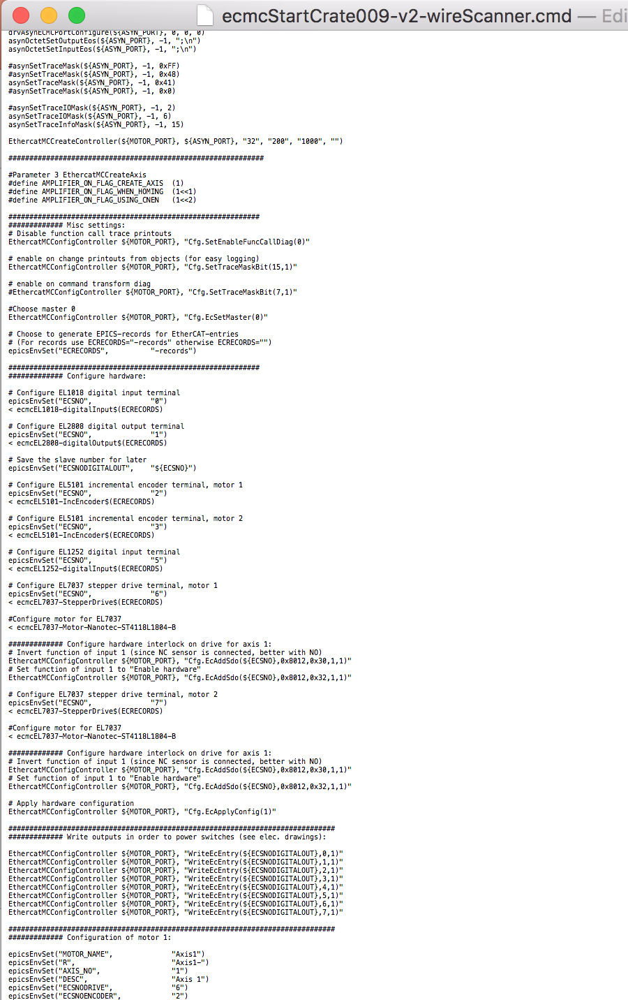 ecmcStartCrate009-v2-wireScanner.cmd — Edi
drvAsynECMCPortConfigure(${ASYN_PORT}, 0, 0, 0)
asynOctetSetOutputEos(${ASYN_PORT}, -1, ";\n")
asynOctetSetInputEos(${ASYN_PORT}, -1, ";\n")
#asynSetTraceMask(${ASYN_PORT}, -1, 0xFF)
#asynSetTraceMask(${ASYN_PORT}, -1, 0x48)
asynSetTraceMask(${ASYN_PORT}, -1, 0x41)
#asynSetTraceMask(${ASYN_PORT}, -1, 0x0)
#asynSetTraceIOMask(${ASYN_PORT}, -1, 2)
asynSetTraceIOMask(${ASYN_PORT}, -1, 6)
asynSetTraceInfoMask(${ASYN_PORT}, -1, 15)
EthercatMCCreateController(${MOTOR_PORT}, ${ASYN_PORT}, "32", "200", "1000", "")
#############################################################
#Parameter 3 EthercatMCCreateAxis
#define AMPLIFIER_ON_FLAG_CREATE_AXIS  (1)
#define AMPLIFIER_ON_FLAG_WHEN_HOMING  (1<<1)
#define AMPLIFIER_ON_FLAG_USING_CNEN   (1<<2)
############################################################
############# Misc settings:
# Disable function call trace printouts
EthercatMCConfigController ${MOTOR_PORT}, "Cfg.SetEnableFuncCallDiag(0)"
# enable on change printouts from objects (for easy logging)
EthercatMCConfigController ${MOTOR_PORT}, "Cfg.SetTraceMaskBit(15,1)"
# enable on command transform diag
#EthercatMCConfigController ${MOTOR_PORT}, "Cfg.SetTraceMaskBit(7,1)"
#Choose master 0
EthercatMCConfigController ${MOTOR_PORT}, "Cfg.EcSetMaster(0)"
# Choose to generate EPICS-records for EtherCAT-entries
# (For records use ECRECORDS="-records" otherwise ECRECORDS="")
epicsEnvSet("ECRECORDS",          "-records")
############################################################
############# Configure hardware:
# Configure EL1018 digital input terminal
epicsEnvSet("ECSNO",              "0")
< ecmcEL1018-digitalInput$(ECRECORDS)
# Configure EL2808 digital output terminal
epicsEnvSet("ECSNO",              "1")
< ecmcEL2808-digitalOutput$(ECRECORDS)
# Save the slave number for later
epicsEnvSet("ECSNODIGITALOUT",    "${ECSNO}")
# Configure EL5101 incremental encoder terminal, motor 1
epicsEnvSet("ECSNO",              "2")
< ecmcEL5101-IncEncoder$(ECRECORDS)
# Configure EL5101 incremental encoder terminal, motor 2
epicsEnvSet("ECSNO",              "3")
< ecmcEL5101-IncEncoder$(ECRECORDS)
# Configure EL1252 digital input terminal
epicsEnvSet("ECSNO",              "5")
< ecmcEL1252-digitalInput$(ECRECORDS)
# Configure EL7037 stepper drive terminal, motor 1
epicsEnvSet("ECSNO",              "6")
< ecmcEL7037-StepperDrive$(ECRECORDS)
#Configure motor for EL7037
< ecmcEL7037-Motor-Nanotec-ST4118L1804-B
############# Configure hardware interlock on drive for axis 1:
# Invert function of input 1 (since NC sensor is connected, better with NO)
EthercatMCConfigController ${MOTOR_PORT}, "Cfg.EcAddSdo(${ECSNO},0x8012,0x30,1,1)"
# Set function of input 1 to "Enable hardware"
EthercatMCConfigController ${MOTOR_PORT}, "Cfg.EcAddSdo(${ECSNO},0x8012,0x32,1,1)"
# Configure EL7037 stepper drive terminal, motor 2
epicsEnvSet("ECSNO",              "7")
< ecmcEL7037-StepperDrive$(ECRECORDS)
#Configure motor for EL7037
< ecmcEL7037-Motor-Nanotec-ST4118L1804-B
############# Configure hardware interlock on drive for axis 1:
# Invert function of input 1 (since NC sensor is connected, better with NO)
EthercatMCConfigController ${MOTOR_PORT}, "Cfg.EcAddSdo(${ECSNO},0x8012,0x30,1,1)"
# Set function of input 1 to "Enable hardware"
EthercatMCConfigController ${MOTOR_PORT}, "Cfg.EcAddSdo(${ECSNO},0x8012,0x32,1,1)"
# Apply hardware configuration
EthercatMCConfigController ${MOTOR_PORT}, "Cfg.EcApplyConfig(1)"
##############################################################################
############# Write outputs in order to power switches (see elec. drawings):
EthercatMCConfigController ${MOTOR_PORT}, "WriteEcEntry(${ECSNODIGITALOUT},0,1)"
EthercatMCConfigController ${MOTOR_PORT}, "WriteEcEntry(${ECSNODIGITALOUT},1,1)"
EthercatMCConfigController ${MOTOR_PORT}, "WriteEcEntry(${ECSNODIGITALOUT},2,1)"
EthercatMCConfigController ${MOTOR_PORT}, "WriteEcEntry(${ECSNODIGITALOUT},3,1)"
EthercatMCConfigController ${MOTOR_PORT}, "WriteEcEntry(${ECSNODIGITALOUT},4,1)"
EthercatMCConfigController ${MOTOR_PORT}, "WriteEcEntry(${ECSNODIGITALOUT},5,1)"
EthercatMCConfigController ${MOTOR_PORT}, "WriteEcEntry(${ECSNODIGITALOUT},6,1)"
EthercatMCConfigController ${MOTOR_PORT}, "WriteEcEntry(${ECSNODIGITALOUT},7,1)"
##############################################################################
############# Configuration of motor 1:
epicsEnvSet("MOTOR_NAME",              "Axis1")
epicsEnvSet("R",                       "Axis1-")
epicsEnvSet("AXIS_NO",                 "1")
epicsEnvSet("DESC",                    "Axis 1")
epicsEnvSet("ECSNODRIVE",              "6")
epicsEnvSet("ECSNOENCODER",            "2")